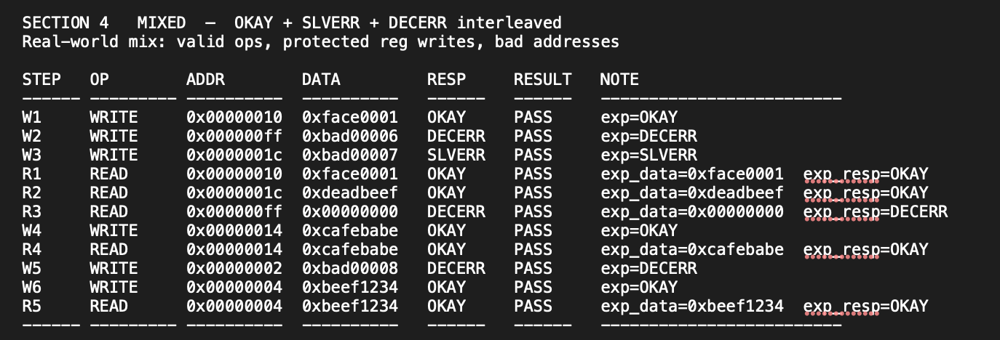 SECTION 4   MIXED  —  OKAY + SLVERR + DECERR interleaved
Real-world mix: valid ops, protected reg writes, bad addresses
STEP   OP        ADDR        DATA        RESP     RESULT   NOTE
------ --------- ----------  ----------  ------   ------   -------------------------
W1     WRITE     0x00000010  0xface0001  OKAY     PASS     exp=OKAY
W2     WRITE     0x000000ff  0xbad00006  DECERR   PASS     exp=DECERR
W3     WRITE     0x0000001c  0xbad00007  SLVERR   PASS     exp=SLVERR
R1     READ      0x00000010  0xface0001  OKAY     PASS     exp_data=0xface0001  exp_resp=OKAY
R2     READ      0x0000001c  0xdeadbeef  OKAY     PASS     exp_data=0xdeadbeef  exp_resp=OKAY
R3     READ      0x000000ff  0x00000000  DECERR   PASS     exp_data=0x00000000  exp_resp=DECERR
W4     WRITE     0x00000014  0xcafebabe  OKAY     PASS     exp=OKAY
R4     READ      0x00000014  0xcafebabe  OKAY     PASS     exp_data=0xcafebabe  exp_resp=OKAY
W5     WRITE     0x00000002  0xbad00008  DECERR   PASS     exp=DECERR
W6     WRITE     0x00000004  0xbeef1234  OKAY     PASS     exp=OKAY
R5     READ      0x00000004  0xbeef1234  OKAY     PASS     exp_data=0xbeef1234  exp_resp=OKAY
------ --------- ----------  ----------  ------   ------   -------------------------